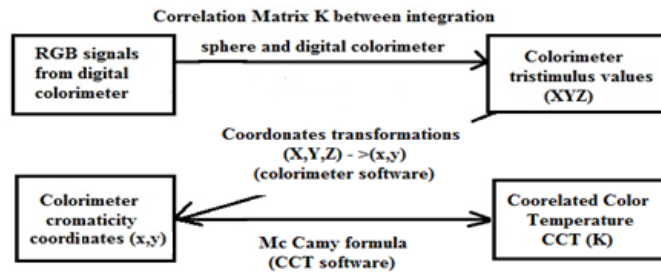 Correlation Matrix K between integration
sphere and digital colorimeter
RGB signals
from digital
colorimeter
Colorimeter
tristimulus values
(XYZ)
Coordonates transformations
(X,Y,Z) - >(x,y)
(colorimeter software)
Colorimeter
cromaticity
coordinates (x,y)
Coorelated Color
Temperature
CCT (K)
Mc Camy formula
(CCT software)